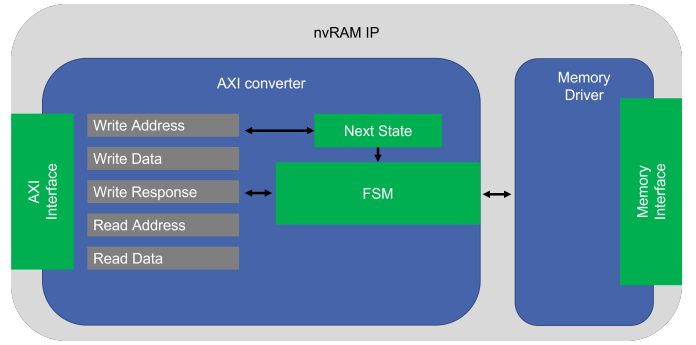 nvRAM IP
AXI converter
Memory
Driver
AXI
Interface
Write Address
Write Data
Write Response
Read Address
Read Data
Next State
FSM
Memory
Interface